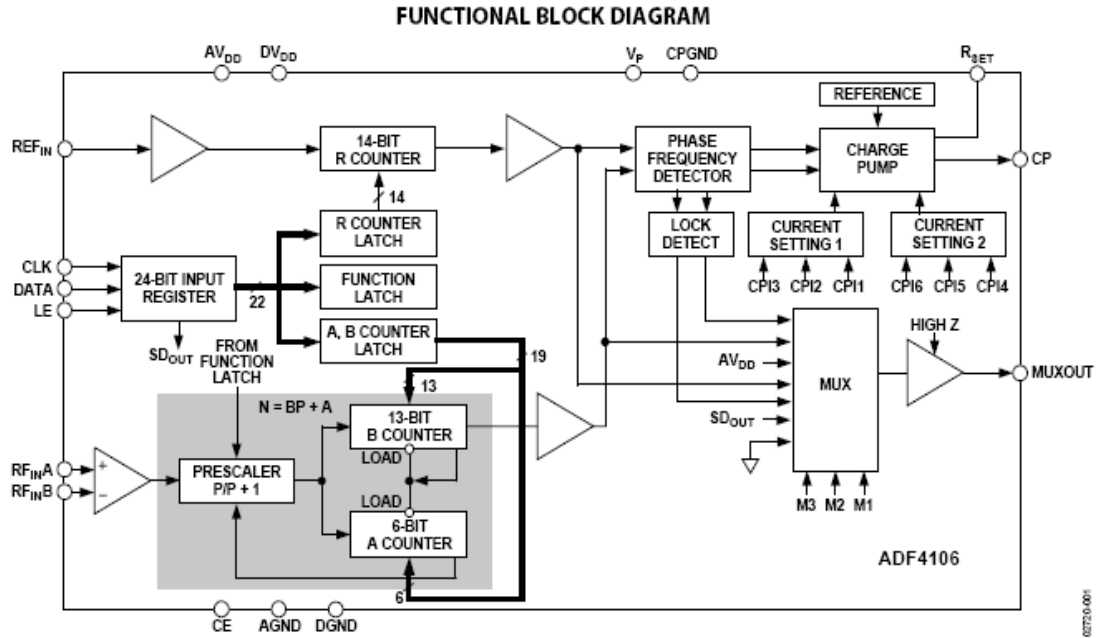 FUNCTIONAL BLOCK DIAGRAM
AVDD
DVDD
VP
CPGND
RSET
REFERENCE
REFIN
14-BIT
R COUNTER
PHASE
FREQUENCY
DETECTOR
CHARGE
PUMP
CP
14
R COUNTER
LATCH
LOCK
DETECT
CURRENT
SETTING 1
CURRENT
SETTING 2
CLK
DATA
LE
24-BIT INPUT
REGISTER
22
FUNCTION
LATCH
CPI3 CPI2 CPI1
CPI6 CPI5 CPI4
SDOUT
A, B COUNTER
LATCH
HIGH Z
FROM
FUNCTION
LATCH
19
13
AVDD
MUX
MUXOUT
N = BP + A
13-BIT
B COUNTER
SDOUT
RFINA
RFINB
+
−
PRESCALER
P/P + 1
LOAD
LOAD
M3 M2 M1
6-BIT
A COUNTER
6
ADF4106
CE
AGND
DGND
02720-001